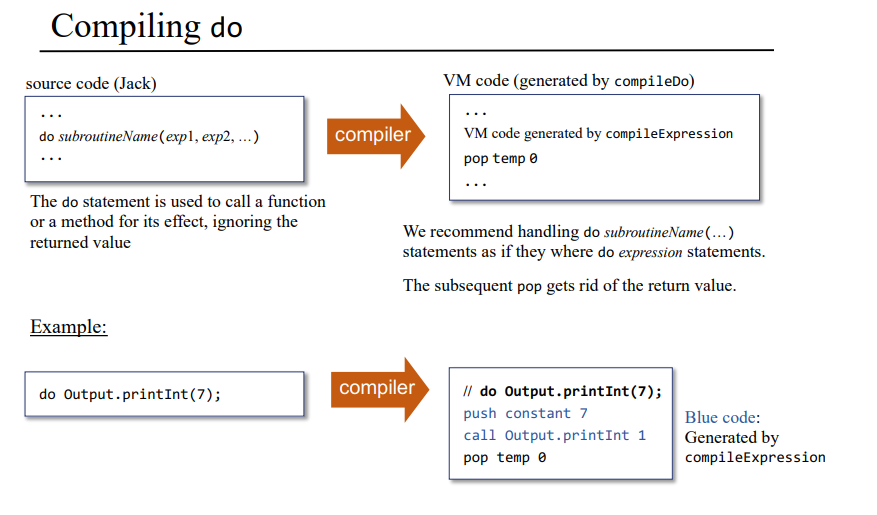 Compiling do
source code (Jack)
...
do subroutineName(exp1, exp2, ...)
...
The do statement is used to call a function
or a method for its effect, ignoring the
returned value
compiler
VM code (generated by compileDo)
...
VM code generated by compileExpression
pop temp 0
...
We recommend handling do subroutineName(...)
statements as if they where do expression statements.
The subsequent pop gets rid of the return value.
Example:
do Output.printInt(7);
compiler
// do Output.printInt(7);
push constant 7
call Output.printInt 1
pop temp 0
Blue code:
Generated by
compileExpression